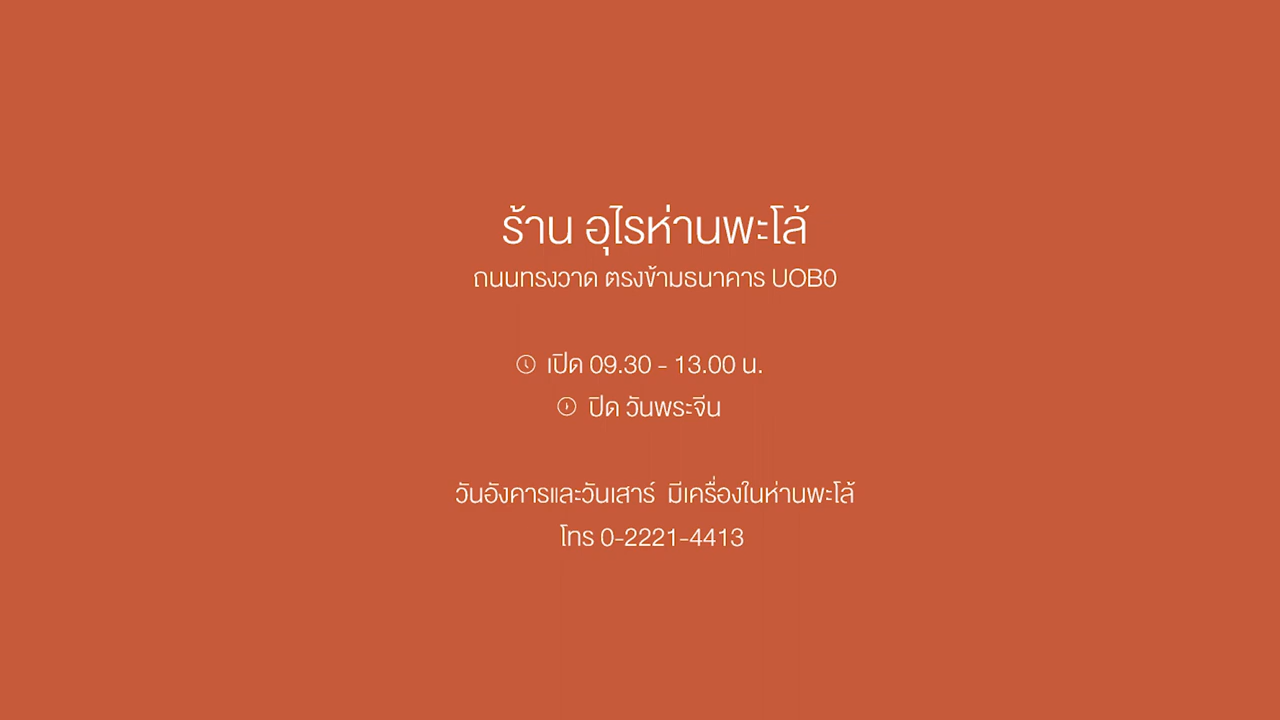 ร้าน อุไรห่านพะโล้
ถนนทรงวาด ตรงข้ามธนาคาร UOB0
เปิด 09.30 - 13.00 น.
ปิด วันพระจีน
วันอังคารและวันเสาร์ มีเครื่องในห่านพะโล้
โทร 0-2221-4413